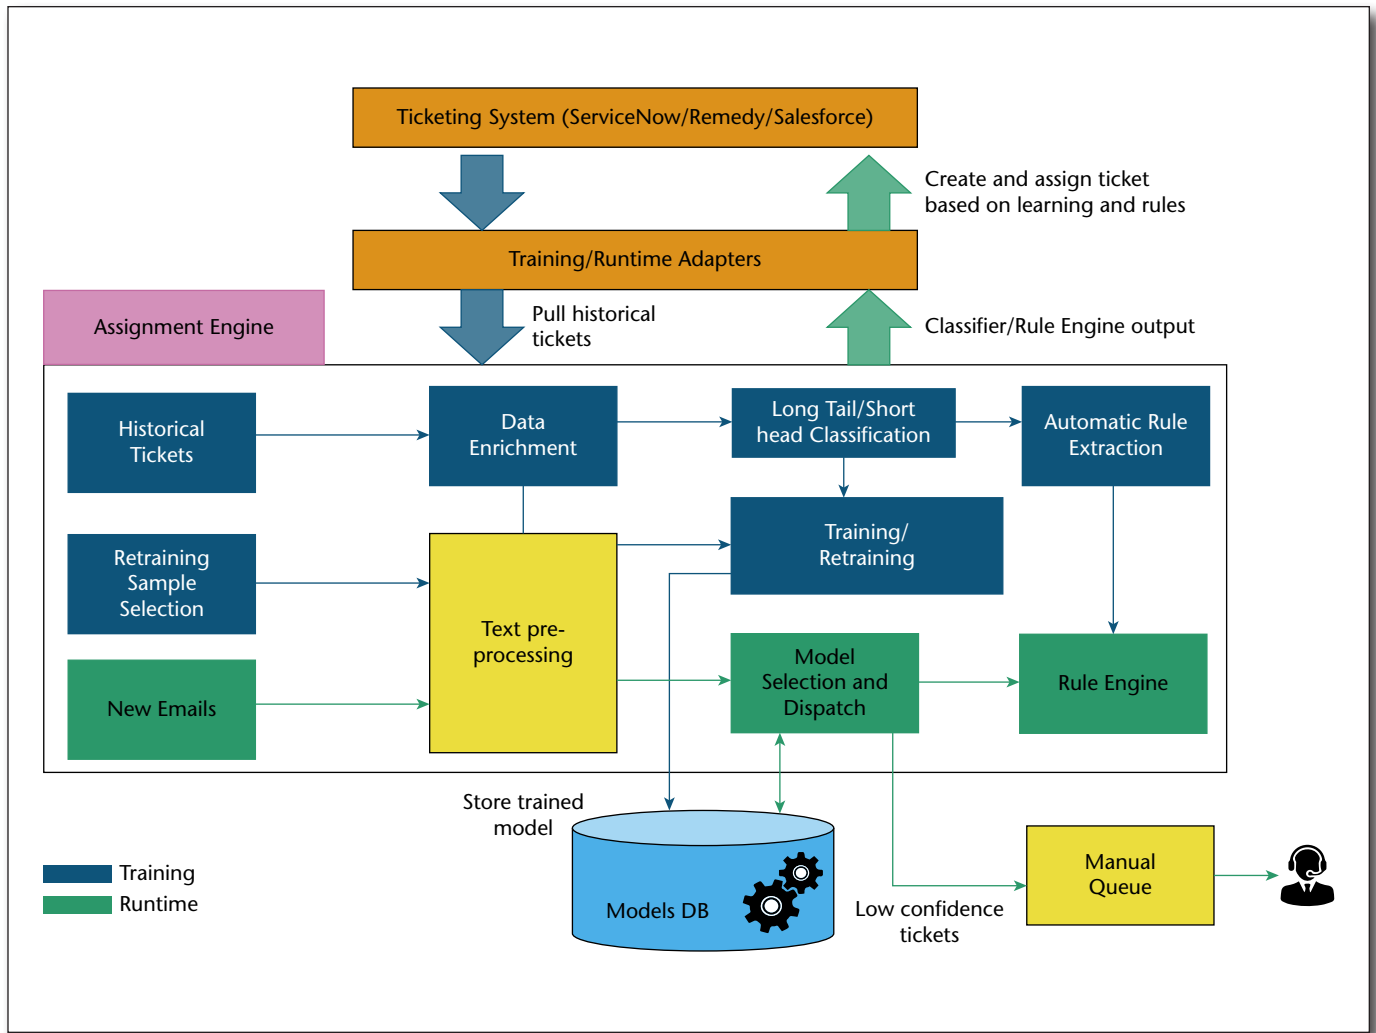 Ticketing System (ServiceNow/Remedy/Salesforce)
Create and assign ticket
based on learning and rules
Training/Runtime Adapters
Assignment Engine
Pull historical
tickets
Classifier/Rule Engine output
Historical
Tickets
Data
Enrichment
Long Tail/Short
head Classification
Automatic Rule
Extraction
Retraining
Sample
Selection
Training/
Retraining
Text pre-
processing
New Emails
Model
Selection and
Dispatch
Rule Engine
Store trained
model
Models DB
Low confidence
tickets
Manual
Queue
Training
Runtime